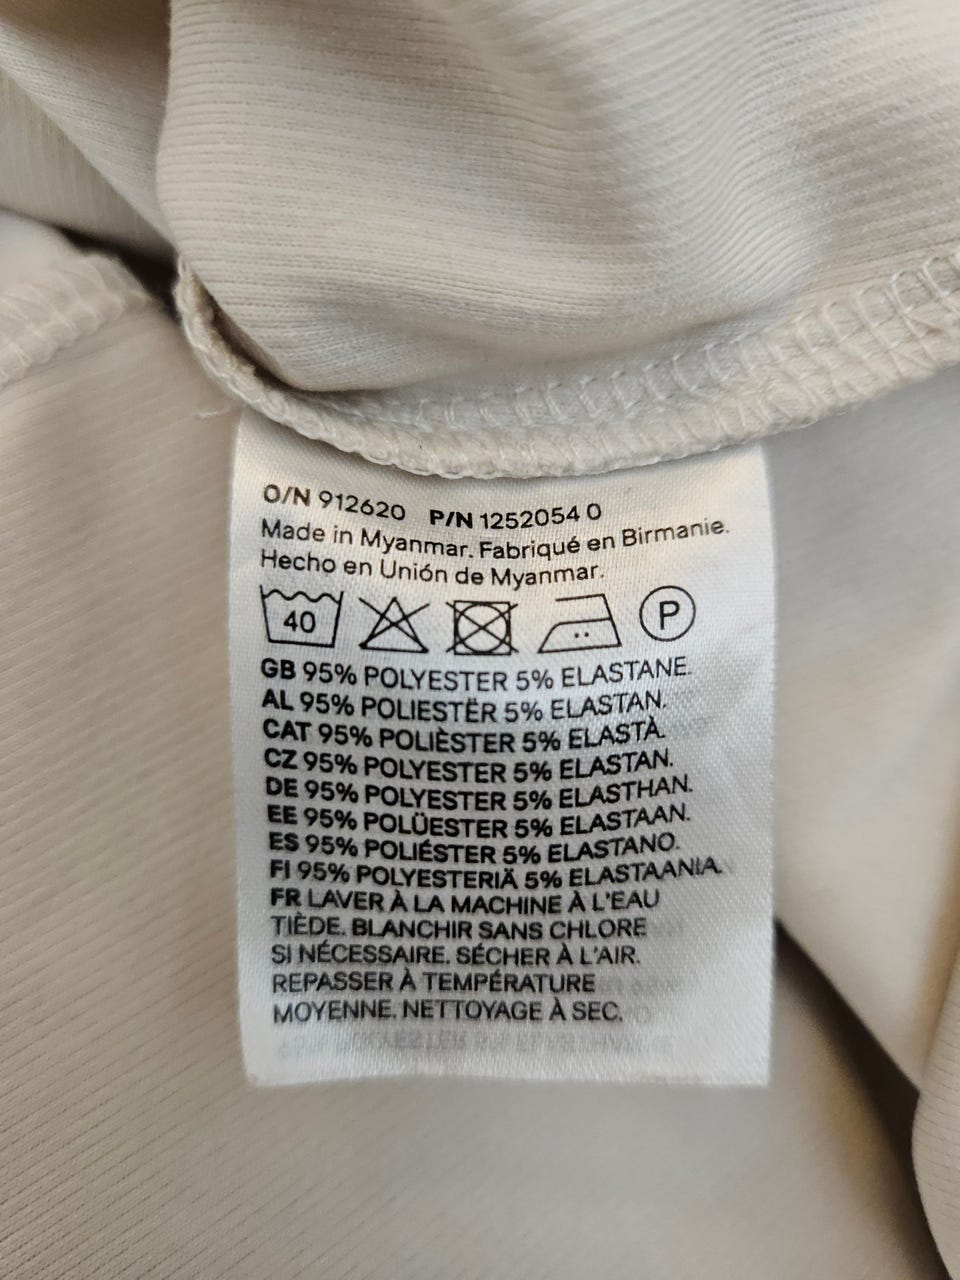 O/N 912620 P/N 1252054 0
Made in Myanmar. Fabriqué en Birmanie.
Hecho en Unión de Myanmar.
40 P
GB 95% POLYESTER 5% ELASTANE.
AL 95% POLIESTËR 5% ELASTAN.
CAT 95% POLIÈSTER 5% ELASTÀ.
CZ 95% POLYESTER 5% ELASTAN.
DE 95% POLYESTER 5% ELASTHAN.
EE 95% POLÜESTER 5% ELASTAAN.
ES 95% POLIÉSTER 5% ELASTANO.
FI 95% POLYESTERIÄ 5% ELASTAANIA.
FR LAVER À LA MACHINE À L'EAU
TIÈDE. BLANCHIR SANS CHLORE
SI NÉCESSAIRE. SÉCHER À L'AIR.
REPASSER À TEMPÉRATURE
MOYENNE. NETTOYAGE À SEC.